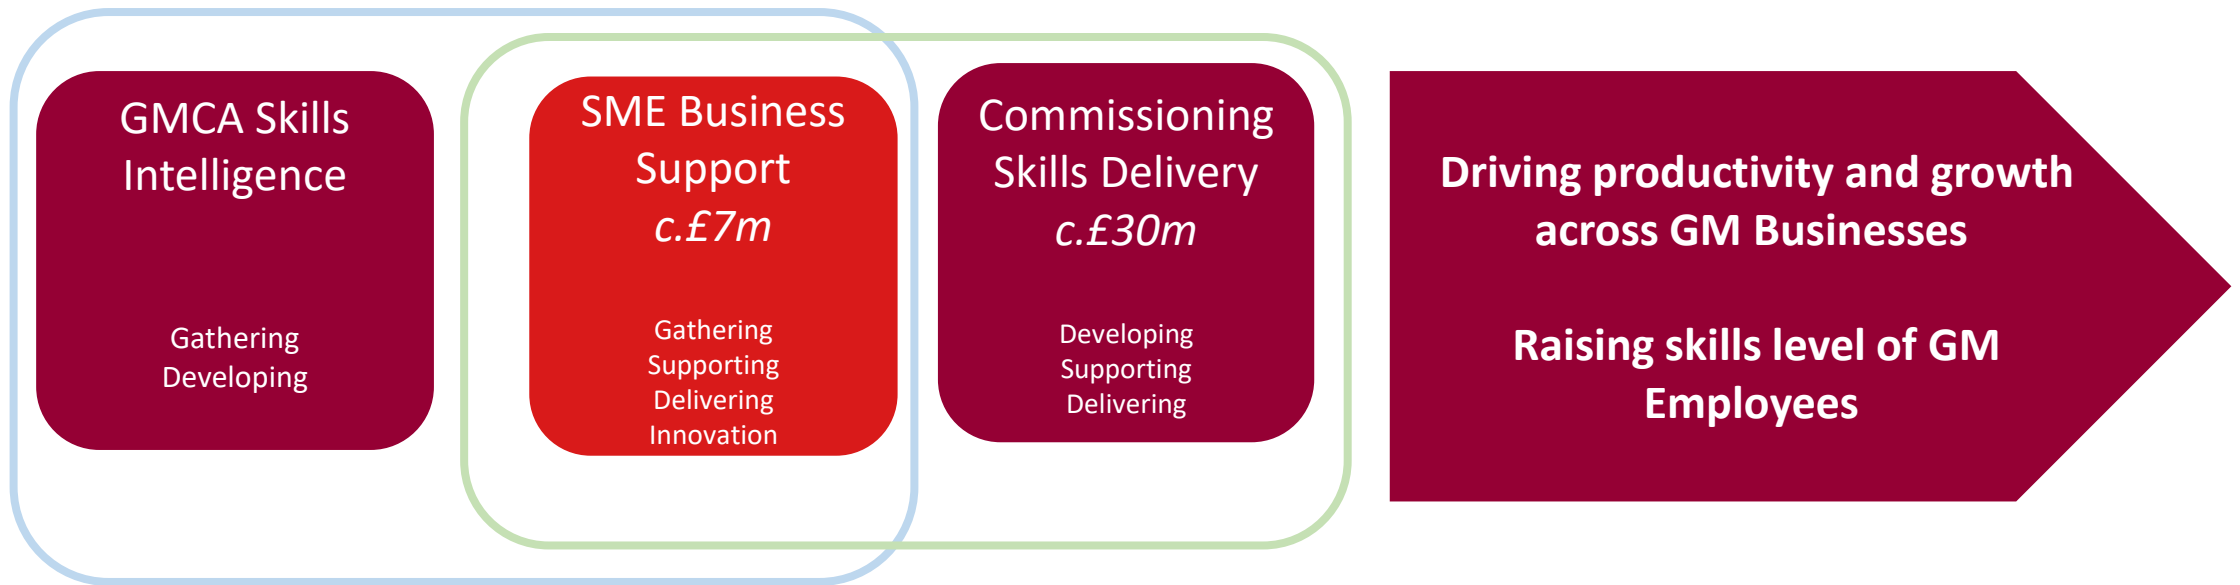 GMCA Skills
Intelligence
Gathering
Developing
SME Business
Support
c.£7m
Gathering
Supporting
Delivering
Innovation
Commissioning
Skills Delivery
c.£30m
Developing
Supporting
Delivering
Driving productivity and growth
across GM Businesses
Raising skills level of GM
Employees